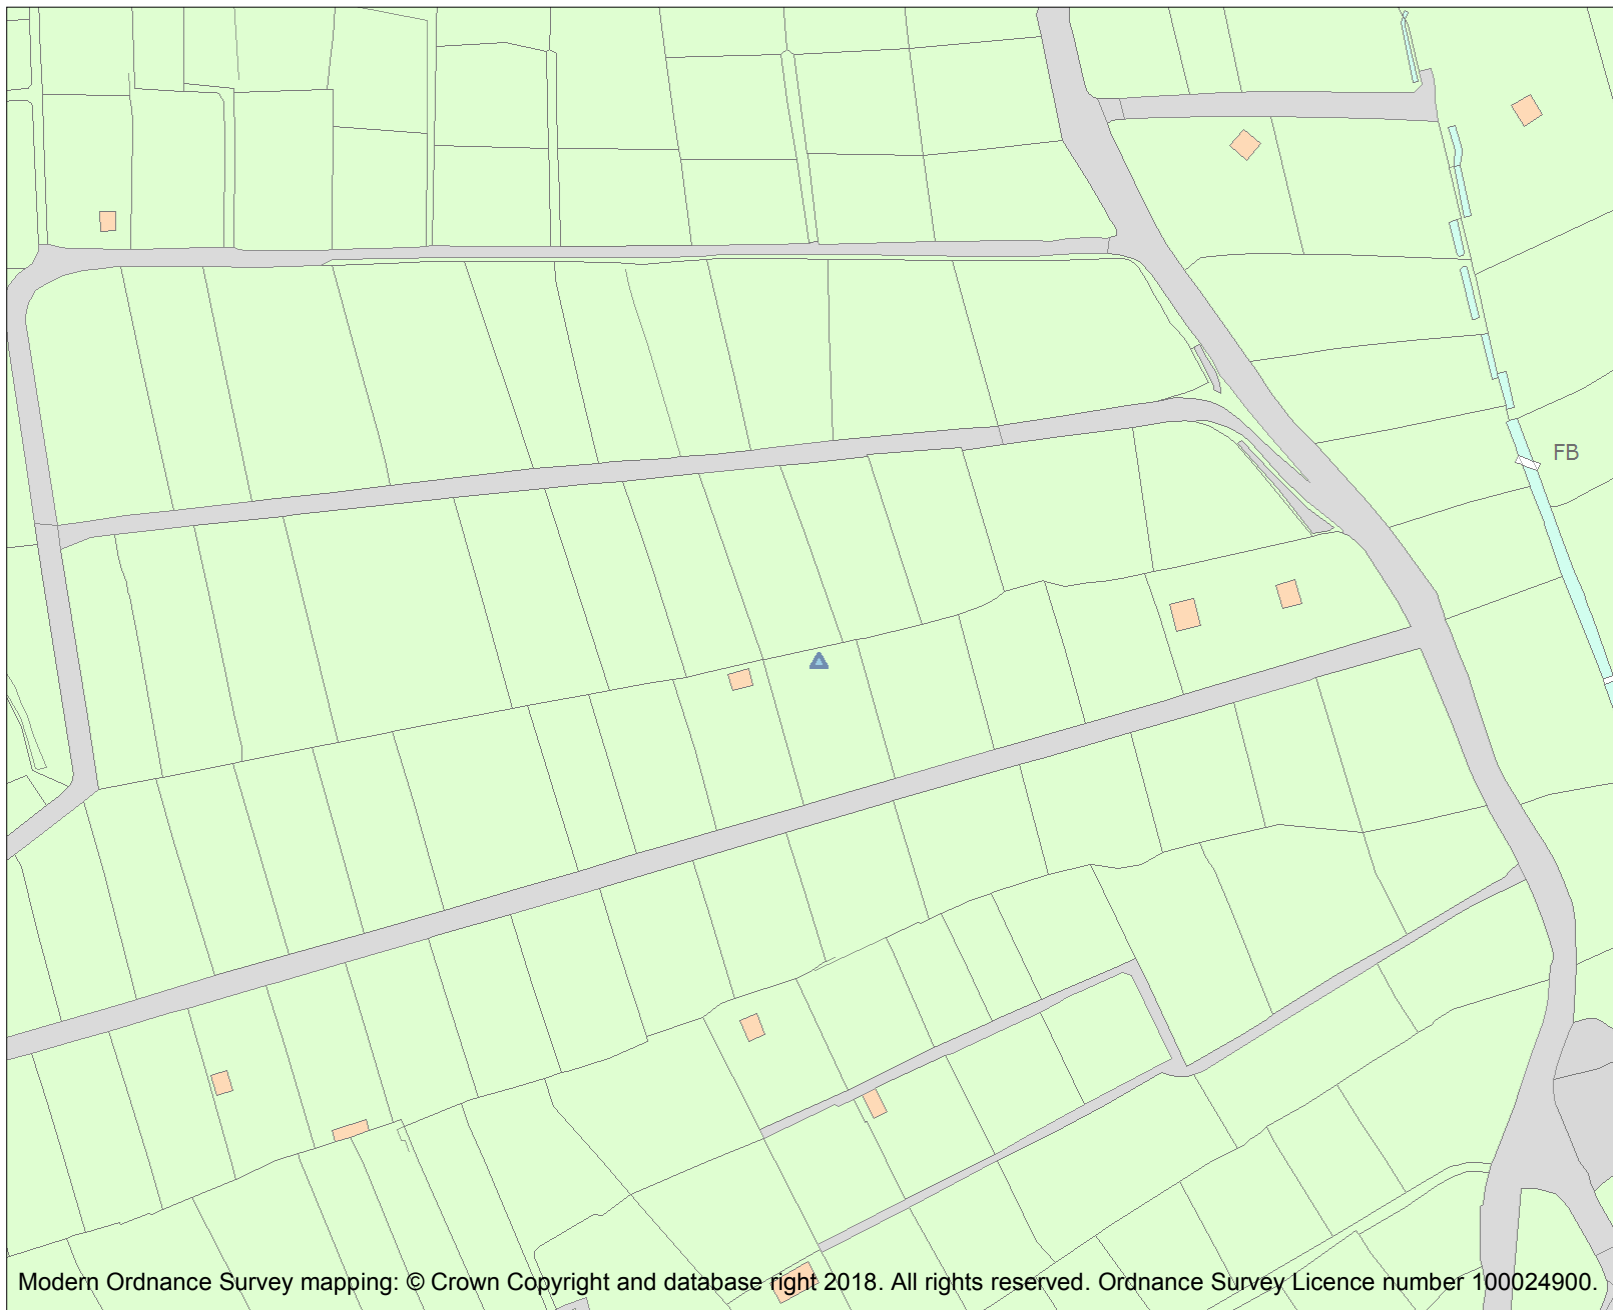 FB
Modern Ordnance Survey mapping: © Crown Copyright and database right 2018. All rights reserved. Ordnance Survey Licence number 100024900.